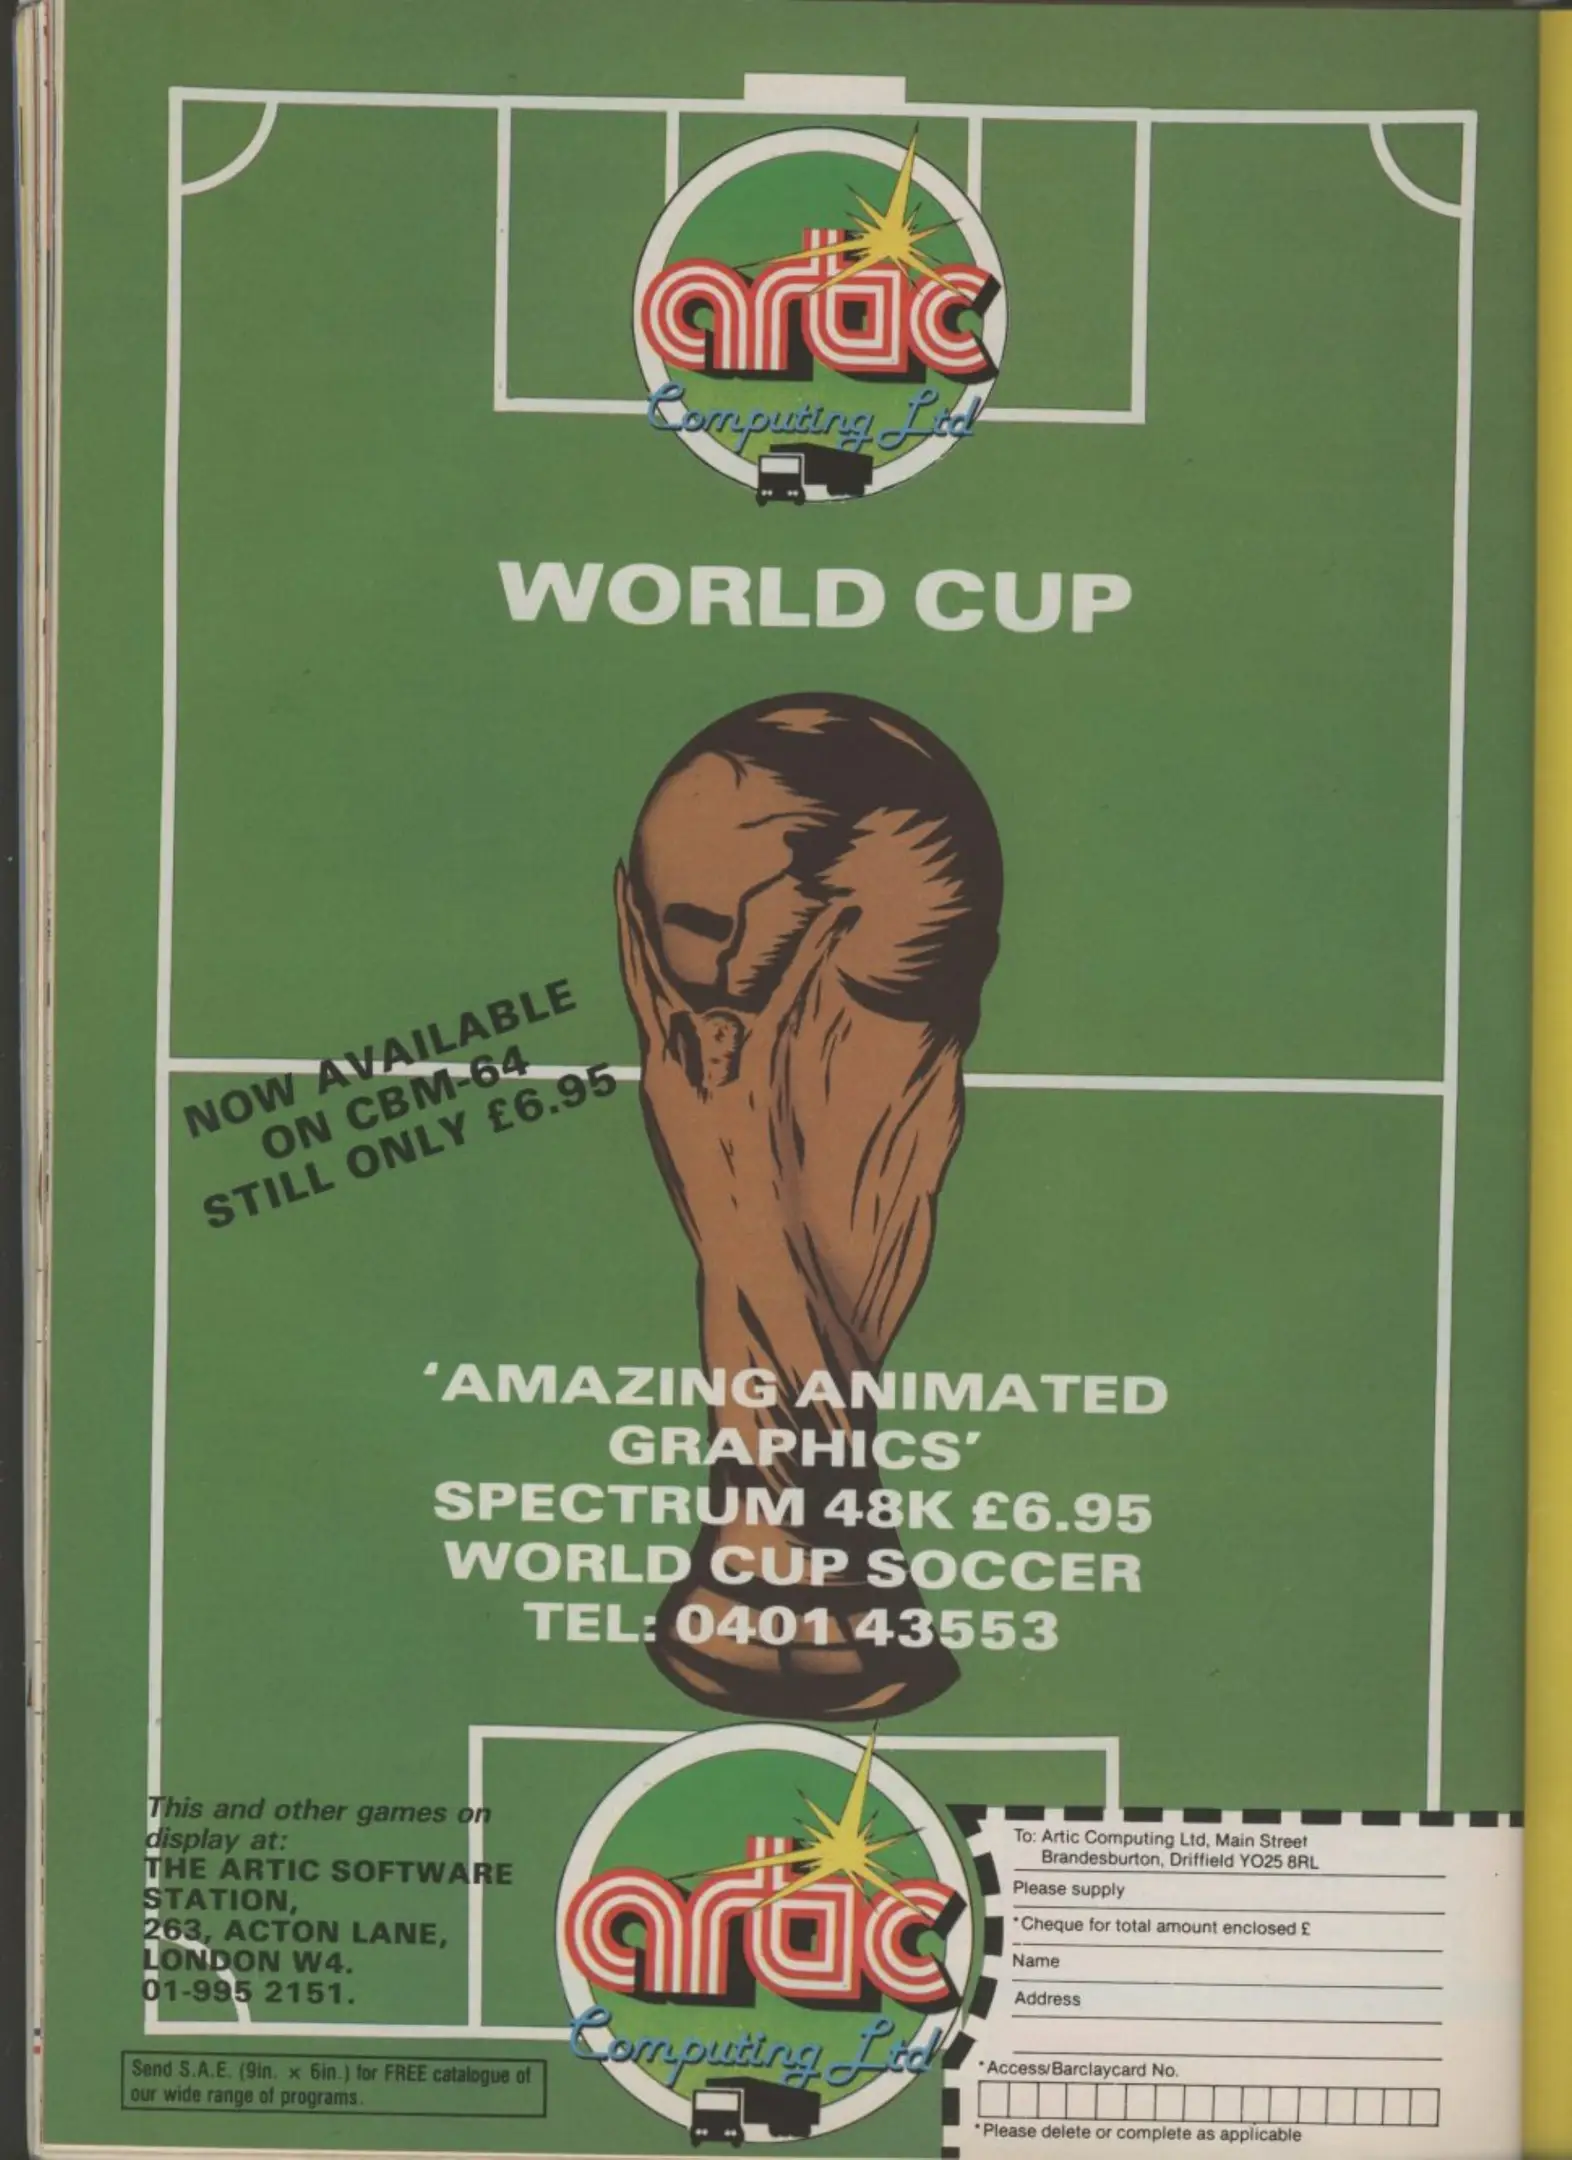 artic
Computing Ltd
WORLD CUP
NOW AVAILABLE
ON CBM-64
STILL ONLY £6.95
'AMAZING ANIMATED
GRAPHICS'
SPECTRUM 48K £6.95
WORLD CUP SOCCER
TEL: 0401 43553
This and other games on
display at:
THE ARTIC SOFTWARE
STATION,
263, ACTON LANE,
LONDON W4.
01-995 2151.
Send S.A.E. (9in. × 6in.) for FREE catalogue of
our wide range of programs.
artic
Computing Ltd
To: Artic Computing Ltd, Main Street
Brandesburton, Driffield YO25 8RL
Please supply
*Cheque for total amount enclosed £
Name
Address
*Access/Barclaycard No.
*Please delete or complete as applicable